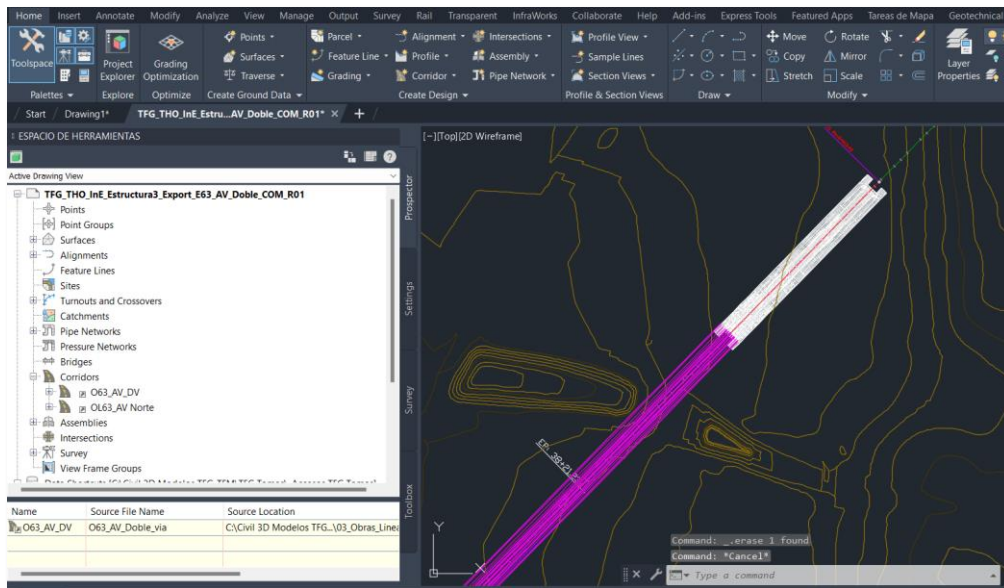 Home Insert Annotate Modify Analyze View Manage Output Survey Rail Transparent InfraWorks Collaborate Help Add-ins Express Tools Featured Apps Tareas de Mapa Geotechnical
Toolspace
Project Explorer
Grading Optimization
Points
Surfaces
Traverse
Parcel
Feature Line
Grading
Alignment
Profile
Corridor
Intersections
Assembly
Pipe Network
Profile View
Sample Lines
Section Views
Move
Copy
Stretch
Rotate
Mirror
Scale
Layer Properties
Palettes Explore Optimize Create Ground Data Create Design Profile & Section Views Draw Modify
Start / Drawing1* TFG_THO_InE_Estru...AV_Doble_COM_R01*
ESPACIO DE HERRAMIENTAS
Active Drawing View
TFG_THO_InE_Estructura3_Export_E63_AV_Doble_COM_R01
Points
Point Groups
Surfaces
Alignments
Feature Lines
Sites
Turnouts and Crossovers
Catchments
Pipe Networks
Pressure Networks
Bridges
Corridors
O63_AV_DV
OL63_AV Norte
Assemblies
Intersections
Survey
View Frame Groups
Prospector
Settings
Survey
Toolbox
Name Source File Name Source Location
O63_AV_DV O63_AV_Doble_via C:\Civil 3D Modelos TFG...\03_Obras_Linea
[−][Top][2D Wireframe]
Y
X
Command: _.erase 1 found
Command: *Cancel*
Type a command